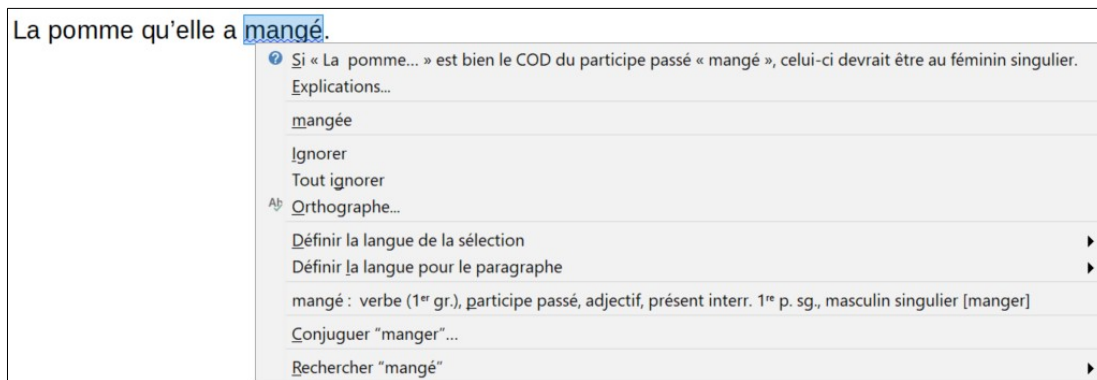 La pomme qu’elle a mangé.
Si « La pomme... » est bien le COD du participe passé « mangé », celui-ci devrait être au féminin singulier.
Explications...
mangée
Ignorer
Tout ignorer
Orthographe...
Définir la langue de la sélection
Définir la langue pour le paragraphe
mangé : verbe (1ᵉʳ gr.), participe passé, adjectif, présent interr. 1ʳᵉ p. sg., masculin singulier [manger]
Conjuguer “manger”...
Rechercher “mangé”